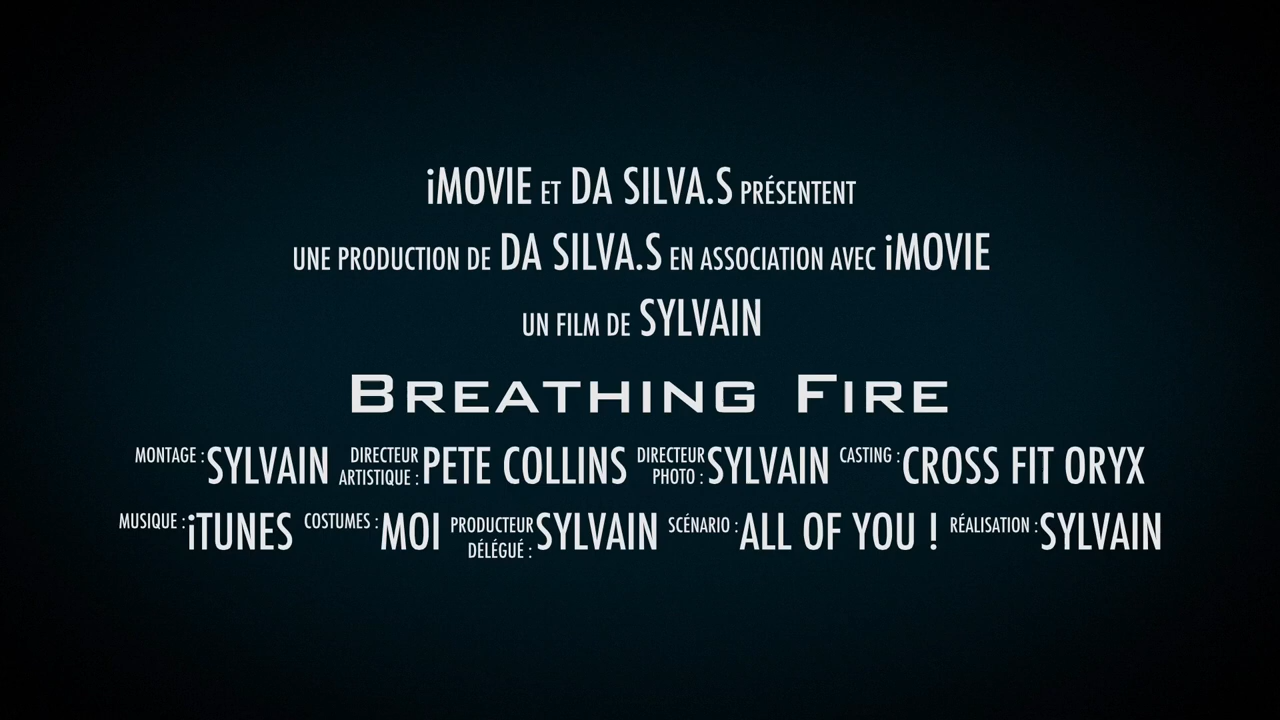 iMOVIE ET DA SILVA.S PRÉSENTENT
UNE PRODUCTION DE DA SILVA.S EN ASSOCIATION AVEC iMOVIE
UN FILM DE SYLVAIN
BREATHING FIRE
MONTAGE : SYLVAIN DIRECTEUR ARTISTIQUE : PETE COLLINS DIRECTEUR PHOTO : SYLVAIN CASTING : CROSS FIT ORYX
MUSIQUE : iTUNES COSTUMES : MOI PRODUCTEUR DÉLÉGUÉ : SYLVAIN SCÉNARIO : ALL OF YOU ! RÉALISATION : SYLVAIN